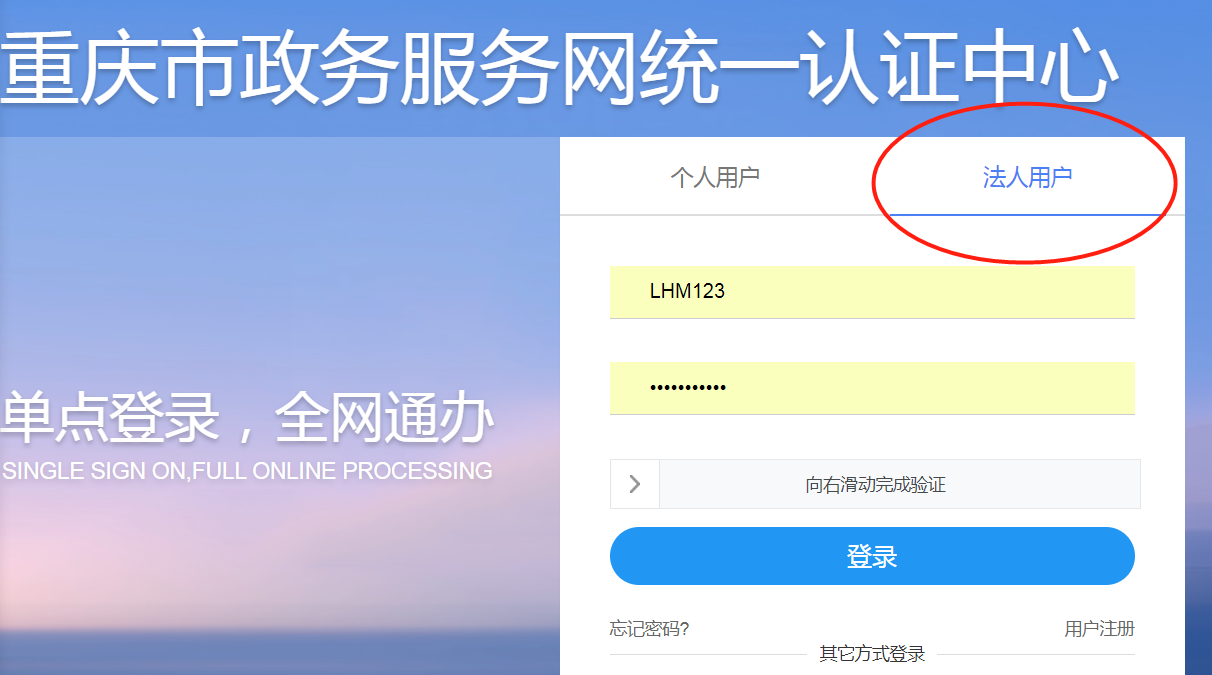 重庆市政务服务网统一认证中心
个人用户
法人用户
LHM123
•••••••••••
单点登录，全网通办
SINGLE SIGN ON,FULL ONLINE PROCESSING
向右滑动完成验证
登录
忘记密码?
用户注册
其它方式登录